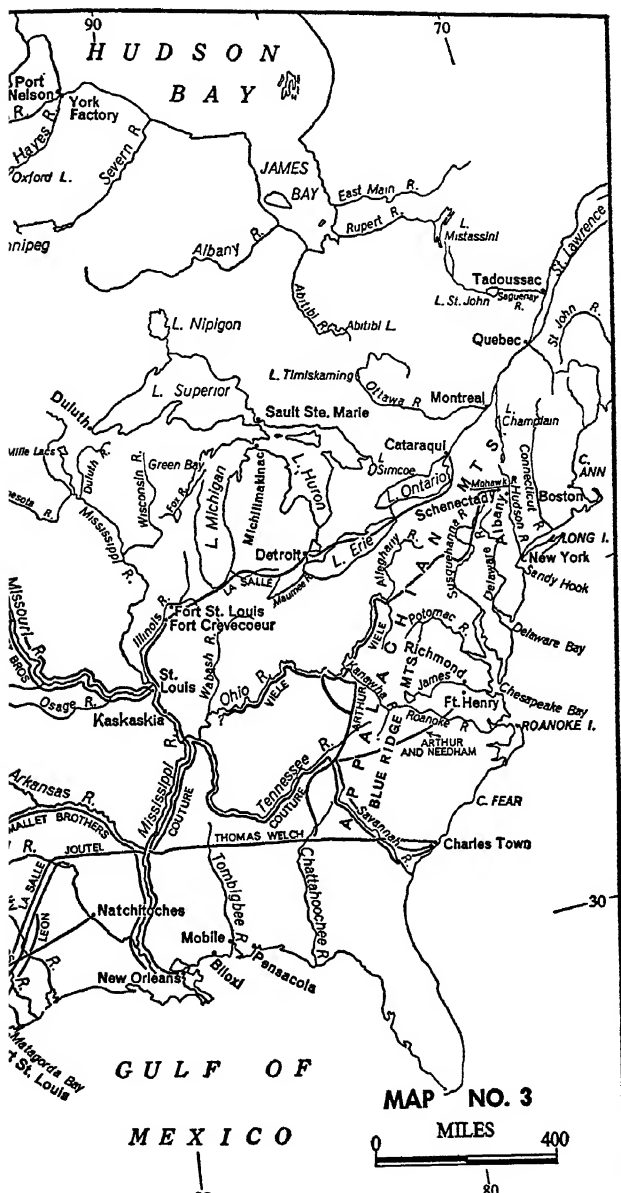 90
70
HUDSON
BAY
Port
Nelson
R.
York
Factory
Hayes R.
Oxford L.
Severn R.
nnipeg
JAMES
BAY
East Main R.
Rupert R.
L.
Mistassini
Albany R.
Abitibi R.
Abitibi L.
St. Lawrence
Tadoussac
Saguenay
R.
L. St. John
St. John R.
Quebec
L. Nipigon
L. Superior
L. Timiskaming
Ottawa R
Montreal
Duluth
Sault Ste. Marie
L.
Champlain
Mille Lacs
Duluth R.
Green Bay
Wisconsin R.
Fox R.
L. Michigan
Michilimakinac
L. Huron
L
Simcoe
Cataraqui
L. Ontario
MTS.
Mohawk
Connecticut R
C.
ANN
Boston
nesota R.
Mississippi R.
Schenectady
Albany
Hudson R
LONG I.
New York
Sandy Hook
Detroit
L. Erie
LA SALLE
Maumee R
Alleghany R.
Susquehanna R
Delaware
Missouri R.
BROS
Illinois R.
Fort St. Louis
Fort Crevecoeur
Wabash R.
VIELE
Potomac R
Delaware Bay
St.
Louis
Osage R.
Kaskaskia
Ohio R.
VIELE
Kanawha
ARTHUR
APPALACHIAN
MTS.
BLUE RIDGE
Richmond
James
Ft. Henry
Chesapeake Bay
Roanoke R
ROANOKE I.
ARTHUR
AND NEEDHAM
Arkansas R.
MALLET BROTHERS
Mississippi R.
COUTURE
Tennessee R.
COUTURE
Savannah R.
C. FEAR
R.
JOUTEL
THOMAS WELCH
Charles Town
LA SALLE
LEON
R.
Natchitoches
Tombigbee R
Chattahoochee R.
30
R.
New Orleans
Mobile
Biloxi
Pensacola
Matagorda Bay
t St. Louis
GULF OF
MEXICO
MAP NO. 3
MILES
0 400
80